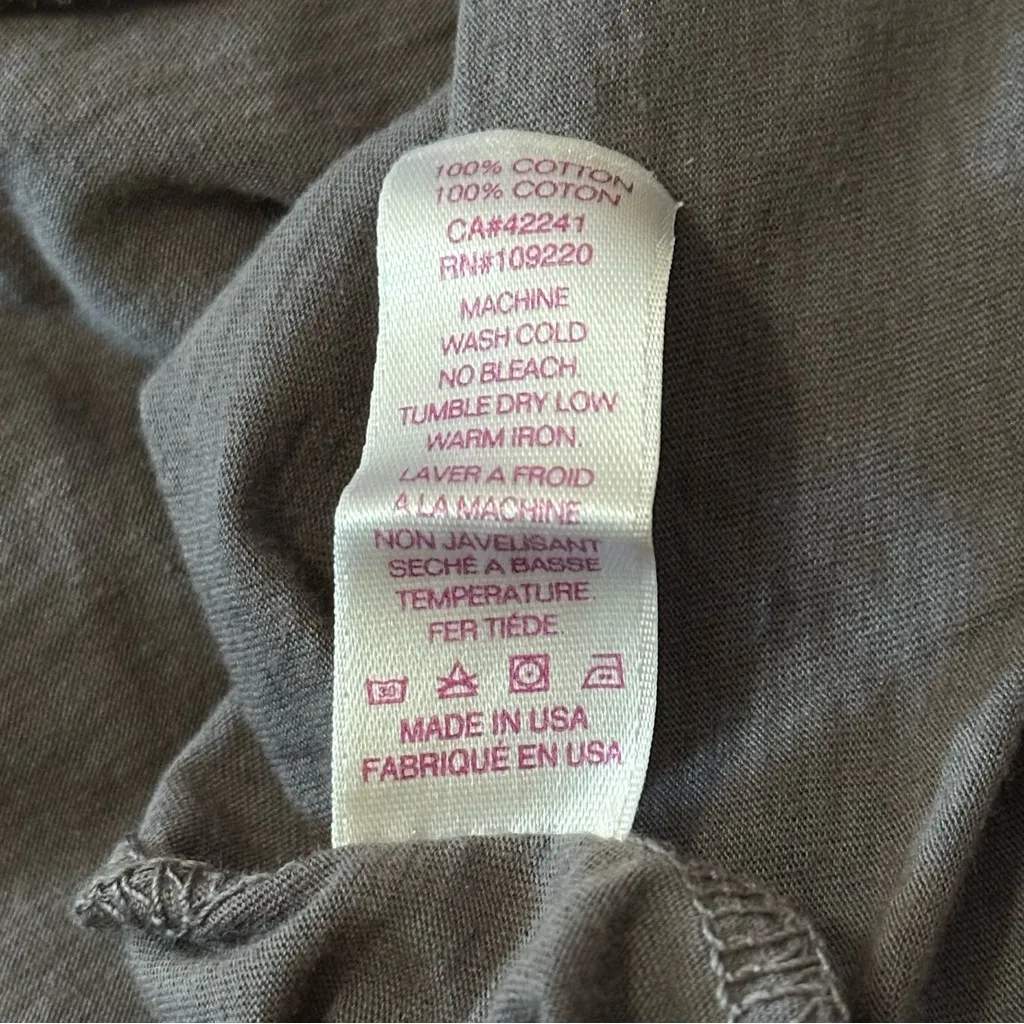 100% COTTON
100% COTON
CA#42241
RN#109220
MACHINE
WASH COLD
NO BLEACH
TUMBLE DRY LOW
WARM IRON
LAVER A FROID
A LA MACHINE
NON JAVELISANT
SECHÉ A BASSE
TEMPERATURE
FER TIÉDE
30
MADE IN USA
FABRIQUÉ EN USA